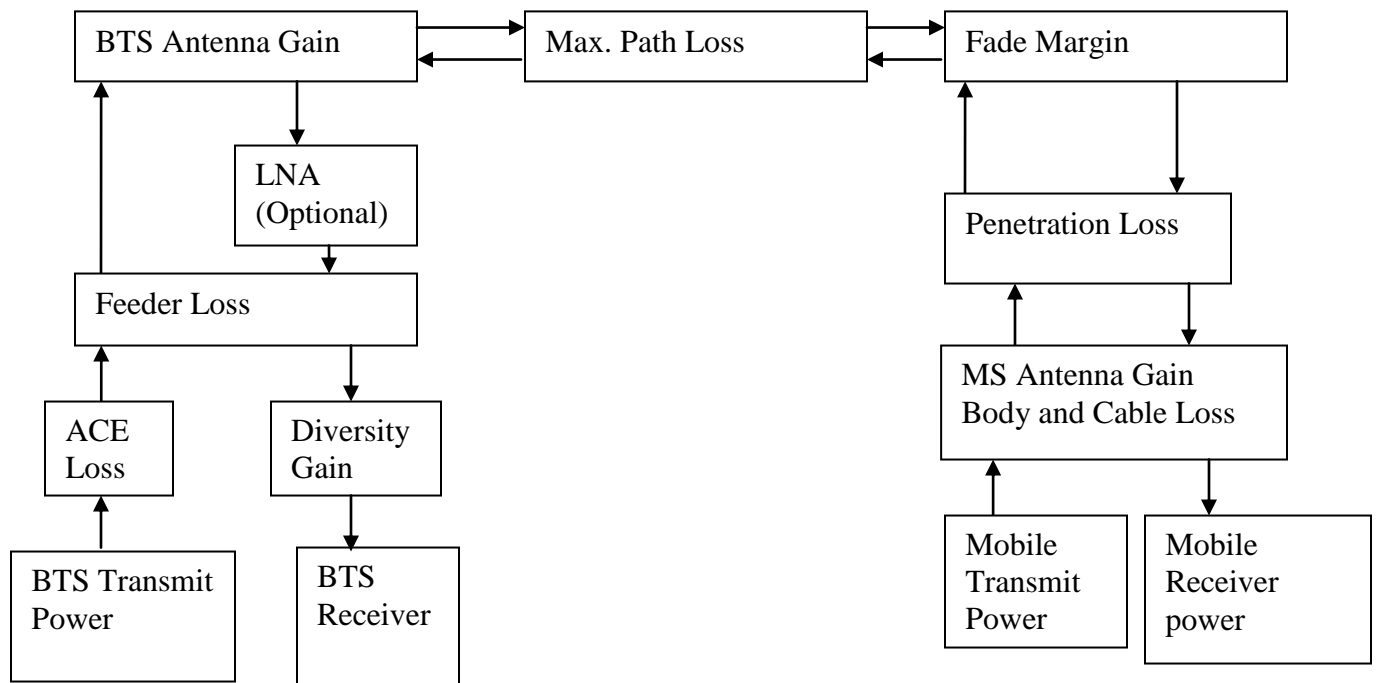 BTS Antenna Gain
Max. Path Loss
Fade Margin
LNA
(Optional)
Penetration Loss
Feeder Loss
MS Antenna Gain
Body and Cable Loss
ACE
Loss
Diversity
Gain
BTS Transmit
Power
BTS
Receiver
Mobile
Transmit
Power
Mobile
Receiver
power